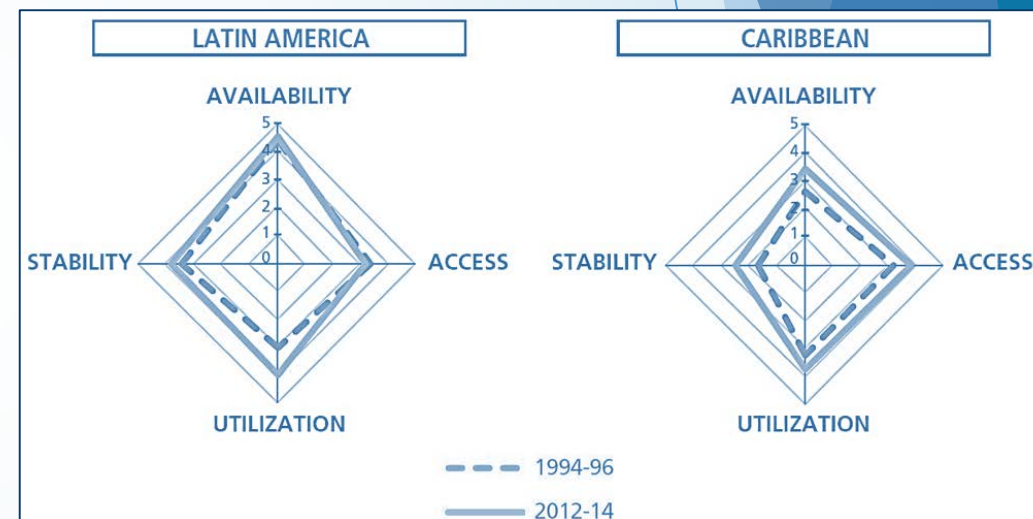 LATIN AMERICA
AVAILABILITY
5
4
3
2
1
0
STABILITY
ACCESS
UTILIZATION
CARIBBEAN
AVAILABILITY
5
4
3
2
1
0
STABILITY
ACCESS
UTILIZATION
1994-96
2012-14